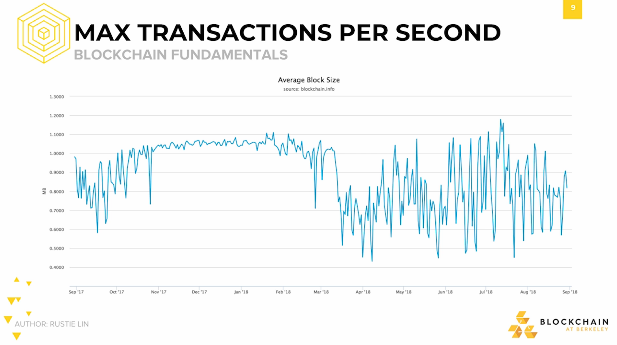 9
MAX TRANSACTIONS PER SECOND
BLOCKCHAIN FUNDAMENTALS
Average Block Size
source: blockchain.info
1.3000
1.2000
1.1000
1.0000
0.9000
0.8000
0.7000
0.6000
0.5000
0.4000
MB
Sep '17 Oct '17 Nov '17 Dec '17 Jan '18 Feb '18 Mar '18 Apr '18 May '18 Jun '18 Jul '18 Aug '18 Sep '18
AUTHOR: RUSTIE LIN
BLOCKCHAIN
AT BERKELEY